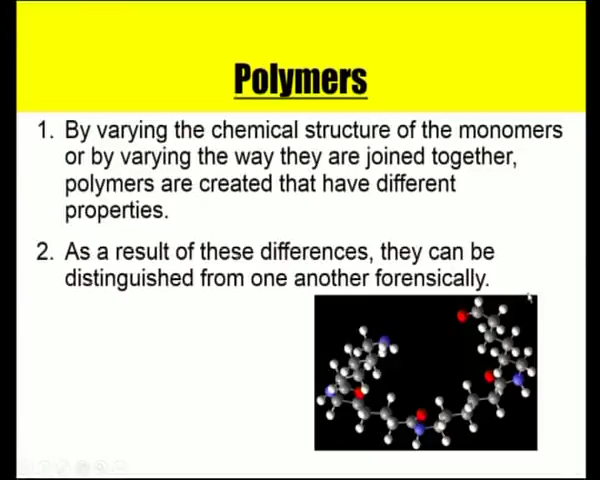 Polymers
1. By varying the chemical structure of the monomers
or by varying the way they are joined together,
polymers are created that have different
properties.
2. As a result of these differences, they can be
distinguished from one another forensically.